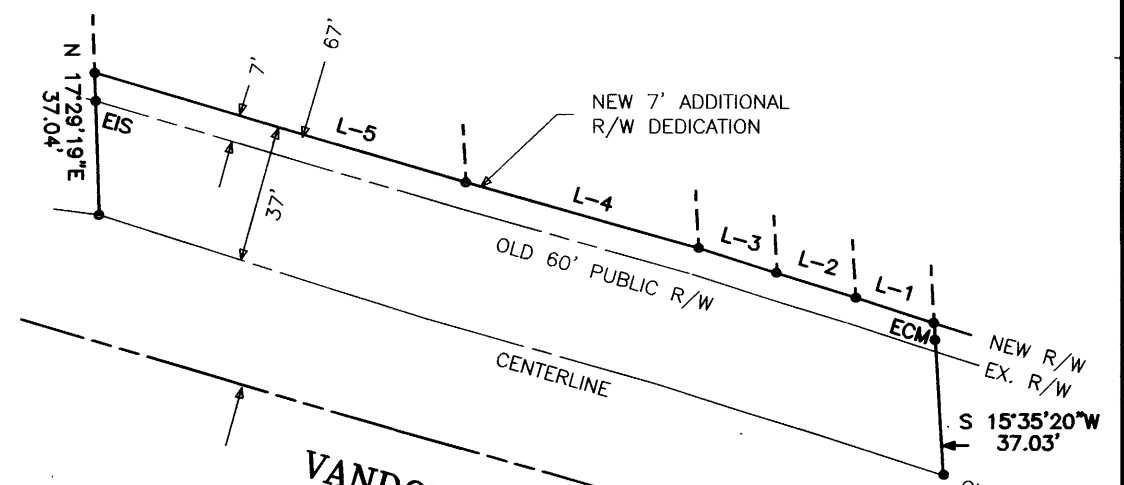 N 17°29'19"E
37.04'
EIS
7'
67'
L-5
37'
NEW 7' ADDITIONAL
R/W DEDICATION
L-4
L-3
L-2
L-1
OLD 60' PUBLIC R/W
CENTERLINE
ECM
NEW R/W
EX. R/W
S 15°35'20"W
37.03'